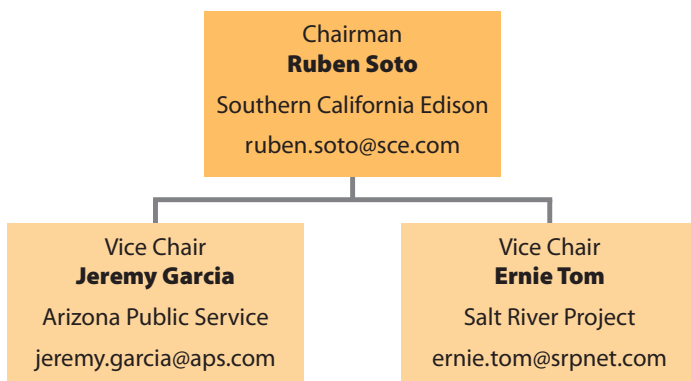 Chairman
Ruben Soto
Southern California Edison
ruben.soto@sce.com
Vice Chair
Jeremy Garcia
Arizona Public Service
jeremy.garcia@aps.com
Vice Chair
Ernie Tom
Salt River Project
ernie.tom@srpnet.com